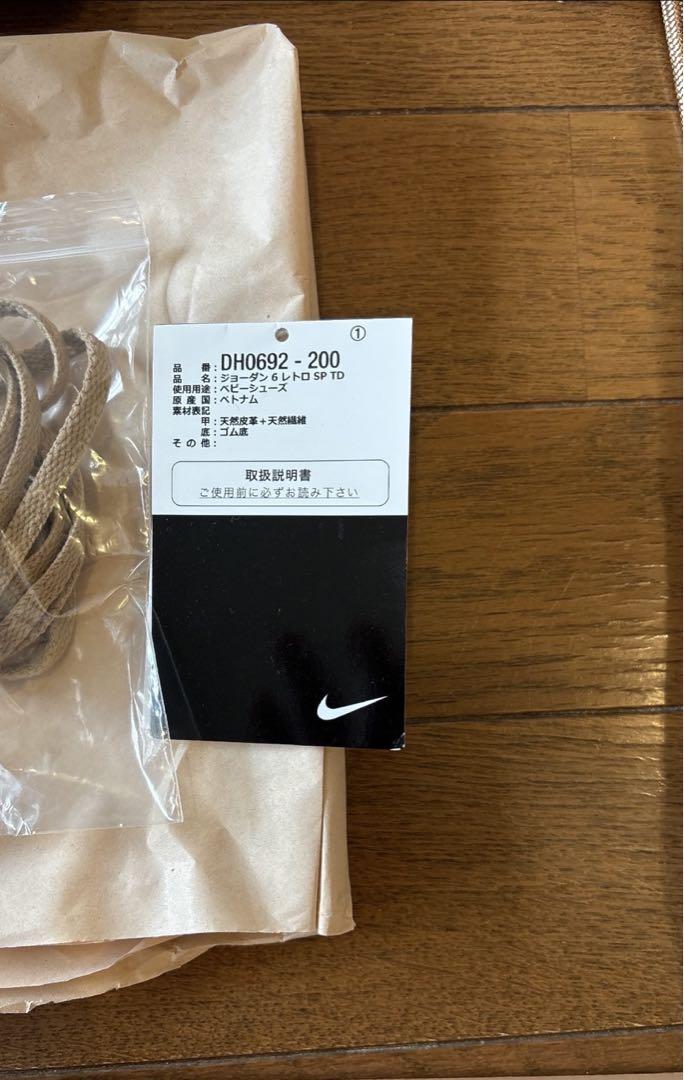 ①
品 番：DH0692 - 200
品 名：ジョーダン 6 レトロ SP TD
使用用途：ベビーシューズ
原 産 国：ベトナム
素材表記
甲：天然皮革＋天然繊維
底：ゴム底
そ の 他：
取扱説明書
ご使用前に必ずお読み下さい